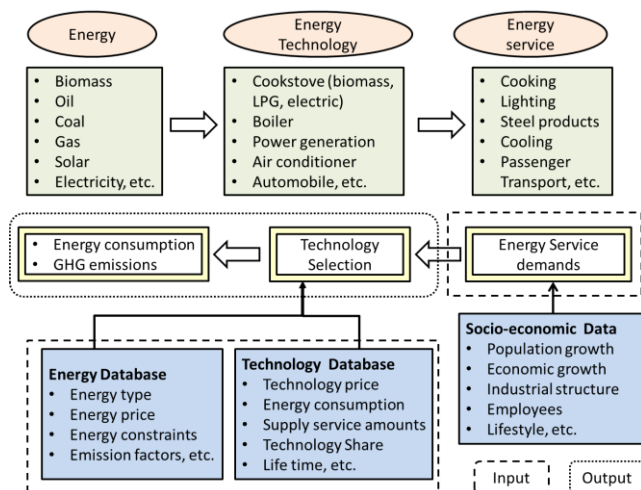 Energy
Energy
Technology
Energy
service
• Biomass
• Oil
• Coal
• Gas
• Solar
• Electricity, etc.
• Cookstove (biomass,
LPG, electric)
• Boiler
• Power generation
• Air conditioner
• Automobile, etc.
• Cooking
• Lighting
• Steel products
• Cooling
• Passenger
Transport, etc.
• Energy consumption
• GHG emissions
Technology
Selection
Energy Service
demands
Energy Database
• Energy type
• Energy price
• Energy constraints
• Emission factors, etc.
Technology Database
• Technology price
• Energy consumption
• Supply service amounts
• Technology Share
• Life time, etc.
Socio-economic Data
• Population growth
• Economic growth
• Industrial structure
• Employees
• Lifestyle, etc.
Input
Output